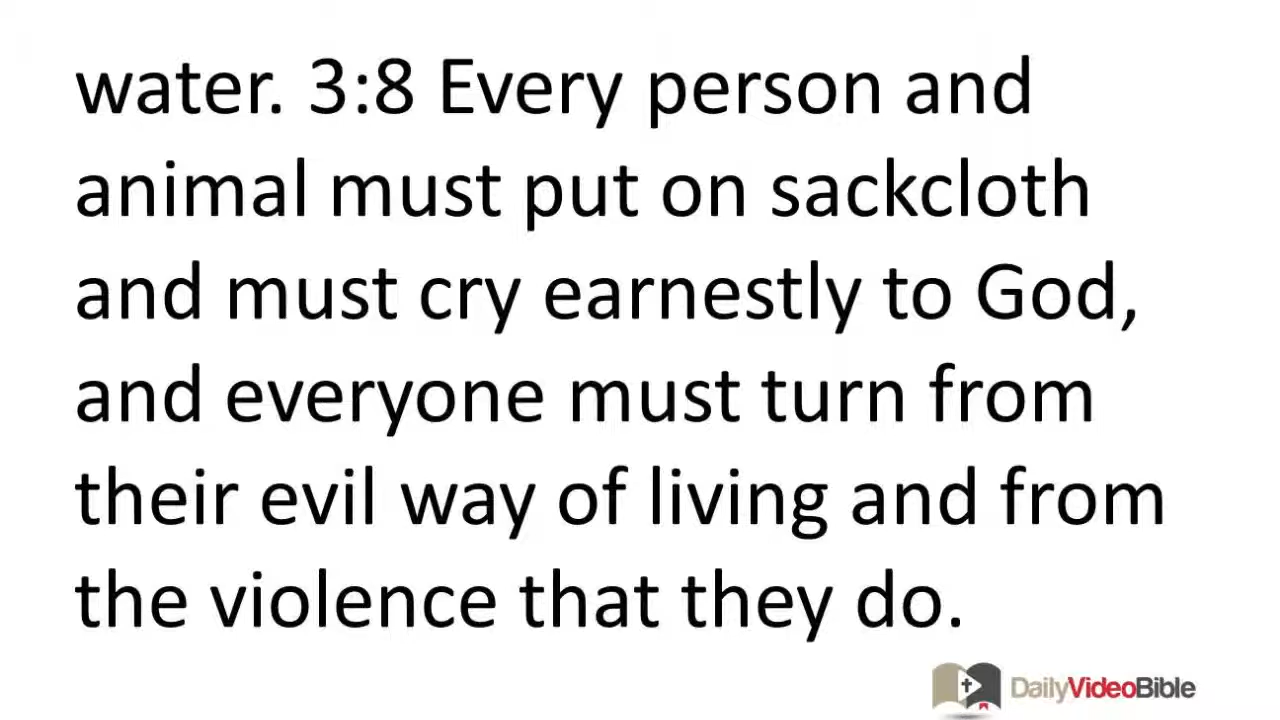 water. 3:8 Every person and
animal must put on sackcloth
and must cry earnestly to God,
and everyone must turn from
their evil way of living and from
the violence that they do.
DailyVideoBible